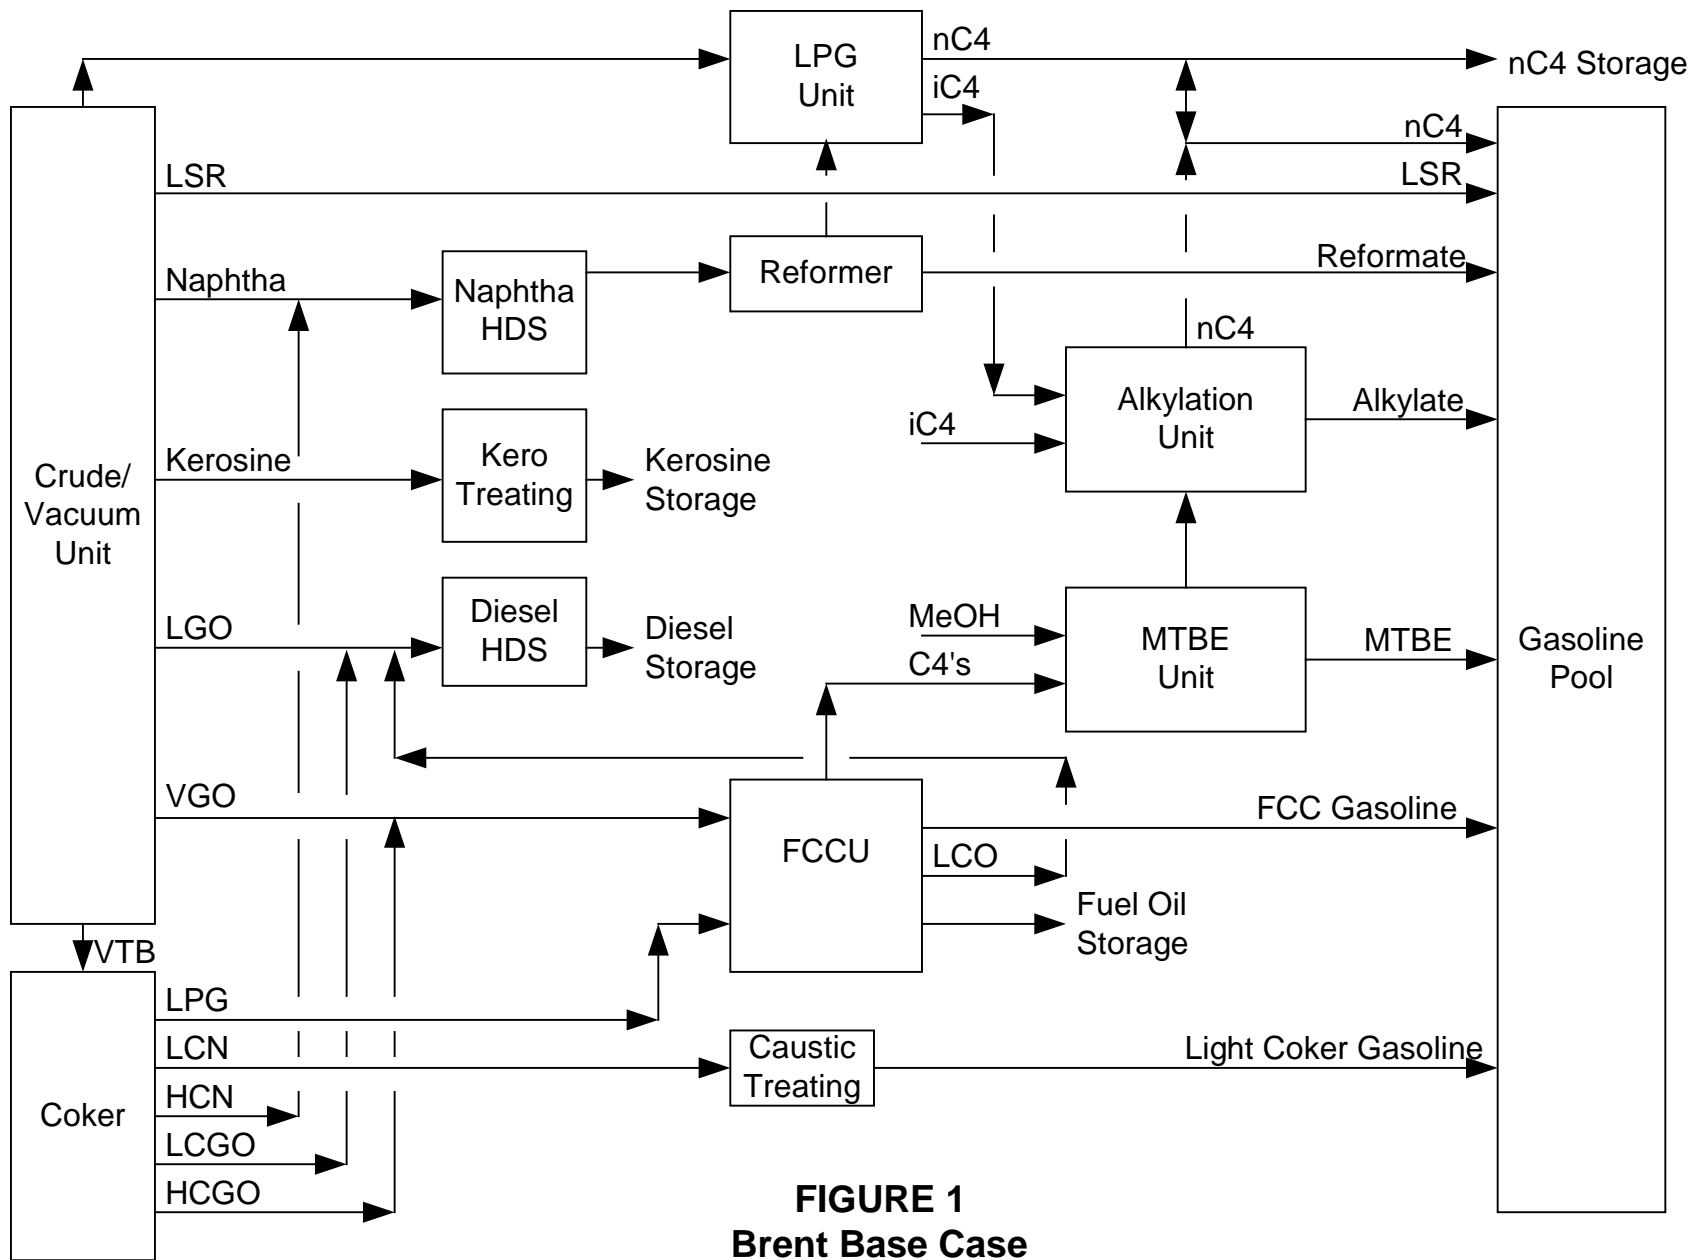 nC4
LPG
Unit
iC4
nC4 Storage
nC4
LSR
LSR
Naphtha
Naphtha
HDS
Reformer
Reformate
nC4
Kerosine
Kero
Treating
Kerosine
Storage
iC4
Alkylation
Unit
Alkylate
Crude/
Vacuum
Unit
LGO
Diesel
HDS
Diesel
Storage
MeOH
C4's
MTBE
Unit
MTBE
Gasoline
Pool
VGO
FCCU
FCC Gasoline
LCO
Fuel Oil
Storage
VTB
Coker
LPG
LCN
Caustic
Treating
Light Coker Gasoline
HCN
LCGO
HCGO
FIGURE 1
Brent Base Case